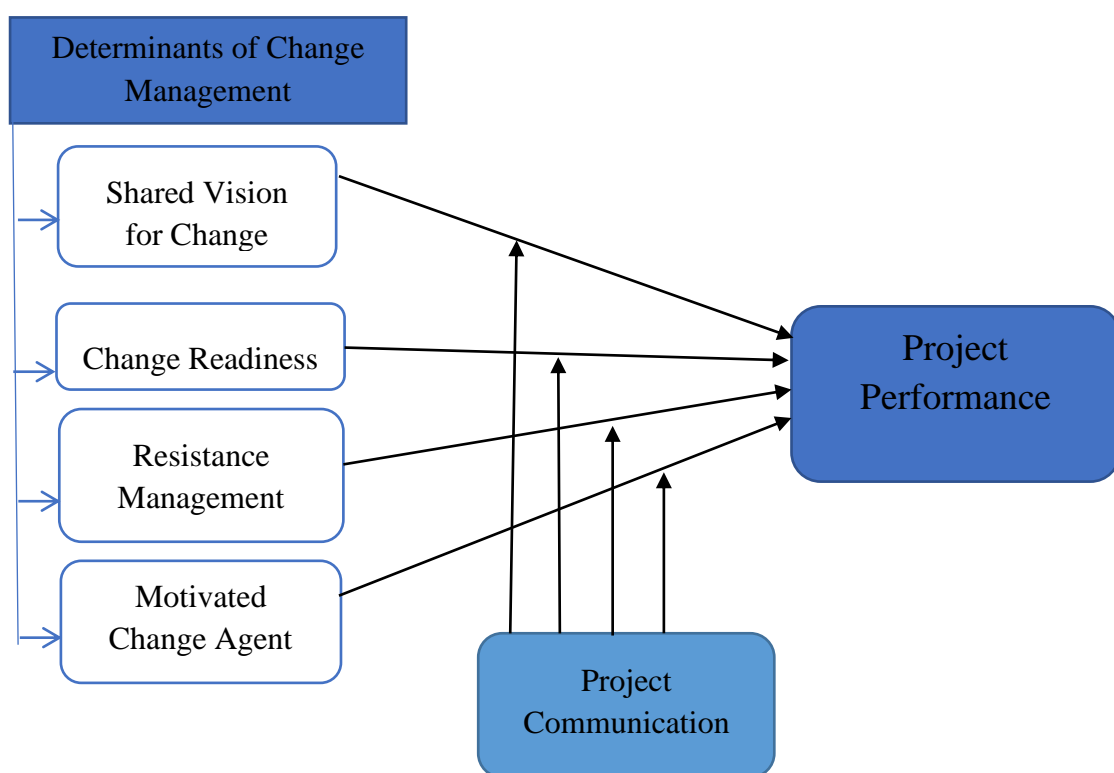 Determinants of Change
Management
Shared Vision
for Change
Change Readiness
Resistance
Management
Motivated
Change Agent
Project
Performance
Project
Communication